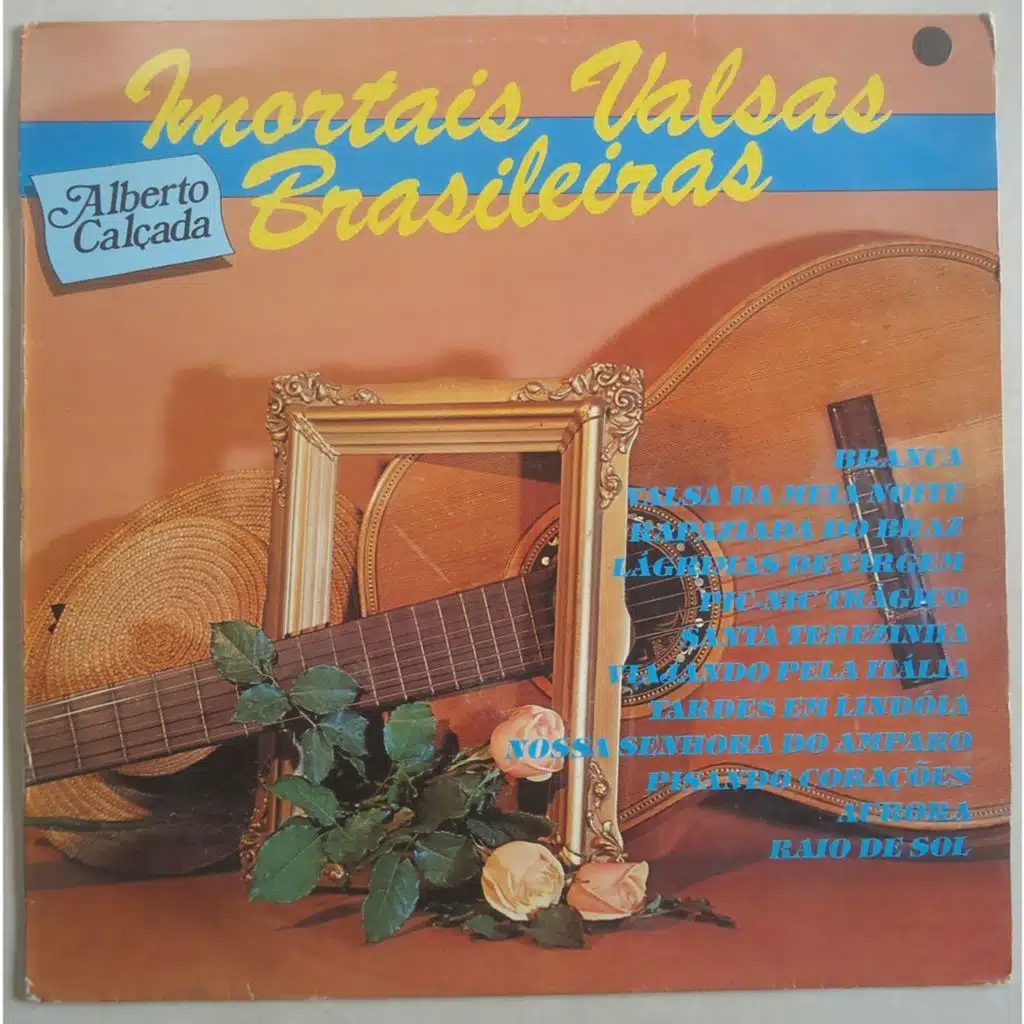 Imortais Valsas
Brasileiras
Alberto
Calçada
BRANCA
VALSA DA MEIA NOITE
RAPAZIADA DO BRAZ
LÁGRIMAS DE VIRGEM
PIC-NIC TRÁGICO
SANTA TEREZINHA
VIAJANDO PELA ITÁLIA
TARDES EM LINDÓIA
NOSSA SENHORA DO AMPARO
PISANDO CORAÇÕES
AURORA
RAIO DE SOL